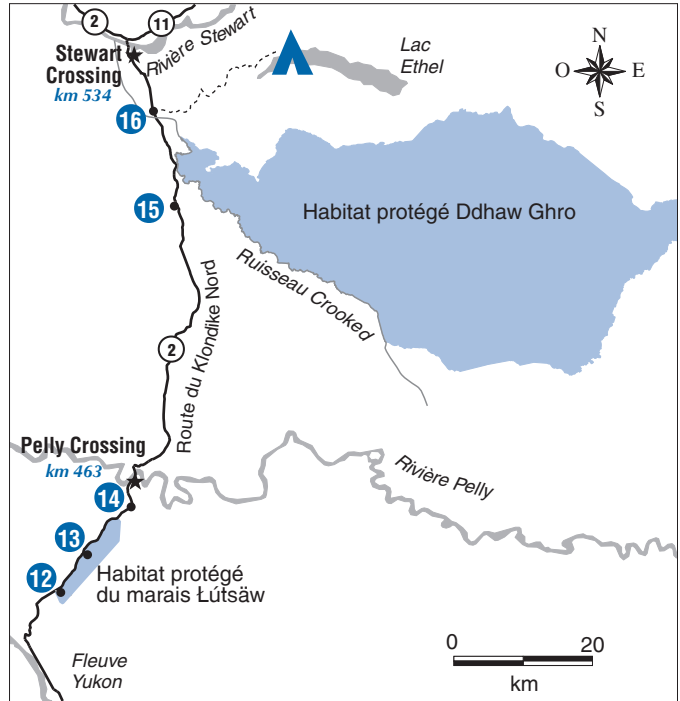 2
11
Stewart
Crossing
km 534
Rivière Stewart
Lac
Ethel
N
O
E
S
16
15
Habitat protégé Ddhaw Ghro
Ruisseau Crooked
2
Route du Klondike Nord
Pelly Crossing
km 463
Rivière Pelly
14
13
12
Habitat protégé
du marais Łútsäw
Fleuve
Yukon
0
20
km